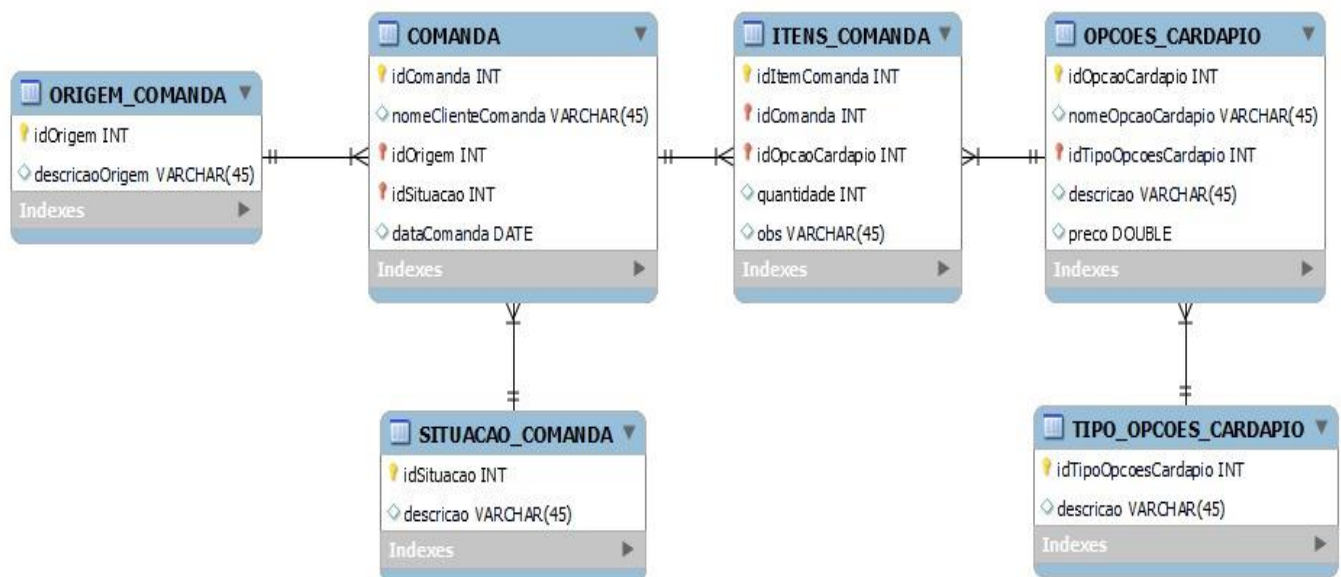 ORIGEM_COMANDA
idOrigem INT
descricaoOrigem VARCHAR(45)
Indexes
COMANDA
idComanda INT
nomeClienteComanda VARCHAR(45)
idOrigem INT
idSituacao INT
dataComanda DATE
Indexes
ITENS_COMANDA
idItemComanda INT
idComanda INT
idOpcaoCardapio INT
quantidade INT
obs VARCHAR(45)
Indexes
OPCOES_CARDAPIO
idOpcaoCardapio INT
nomeOpcaoCardapio VARCHAR(45)
idTipoOpcoesCardapio INT
descricao VARCHAR(45)
preco DOUBLE
Indexes
SITUACAO_COMANDA
idSituacao INT
descricao VARCHAR(45)
Indexes
TIPO_OPCOES_CARDAPIO
idTipoOpcoesCardapio INT
descricao VARCHAR(45)
Indexes